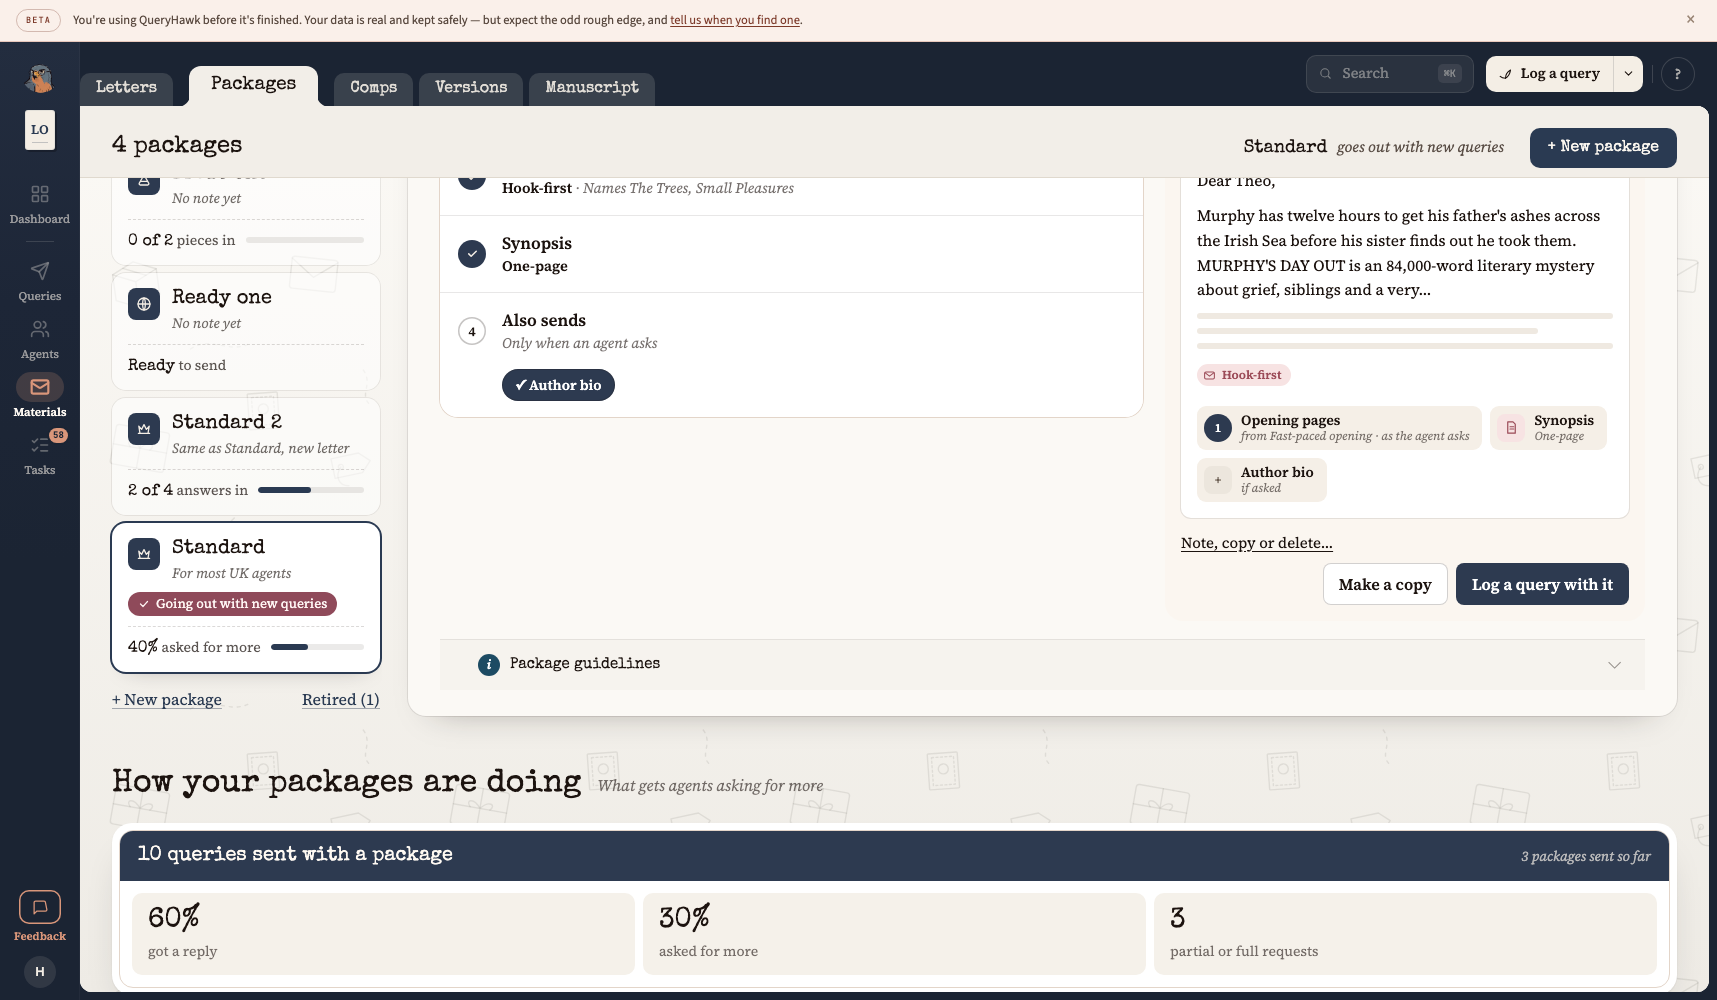 BETA
You're using QueryHawk before it's finished. Your data is real and kept safely — but expect the odd rough edge, and tell us when you find one.
×
Letters
Packages
Comps
Versions
Manuscript
Search
⌘K
Log a query
?
LO
Dashboard
Queries
Agents
Materials
58
Tasks
Feedback
H
4 packages
Standard goes out with new queries
+ New package
No note yet
0 of 2 pieces in
Ready one
No note yet
Ready to send
Standard 2
Same as Standard, new letter
2 of 4 answers in
Standard
For most UK agents
✓ Going out with new queries
40% asked for more
+ New package
Retired (1)
Hook-first · Names The Trees, Small Pleasures
Synopsis
One-page
4
Also sends
Only when an agent asks
✓ Author bio
Dear Theo,
Murphy has twelve hours to get his father's ashes across
the Irish Sea before his sister finds out he took them.
MURPHY'S DAY OUT is an 84,000-word literary mystery
about grief, siblings and a very...
Hook-first
1
Opening pages
from Fast-paced opening · as the agent asks
Synopsis
One-page
+
Author bio
if asked
Note, copy or delete...
Make a copy
Log a query with it
i
Package guidelines
How your packages are doing
What gets agents asking for more
10 queries sent with a package
3 packages sent so far
60%
got a reply
30%
asked for more
3
partial or full requests